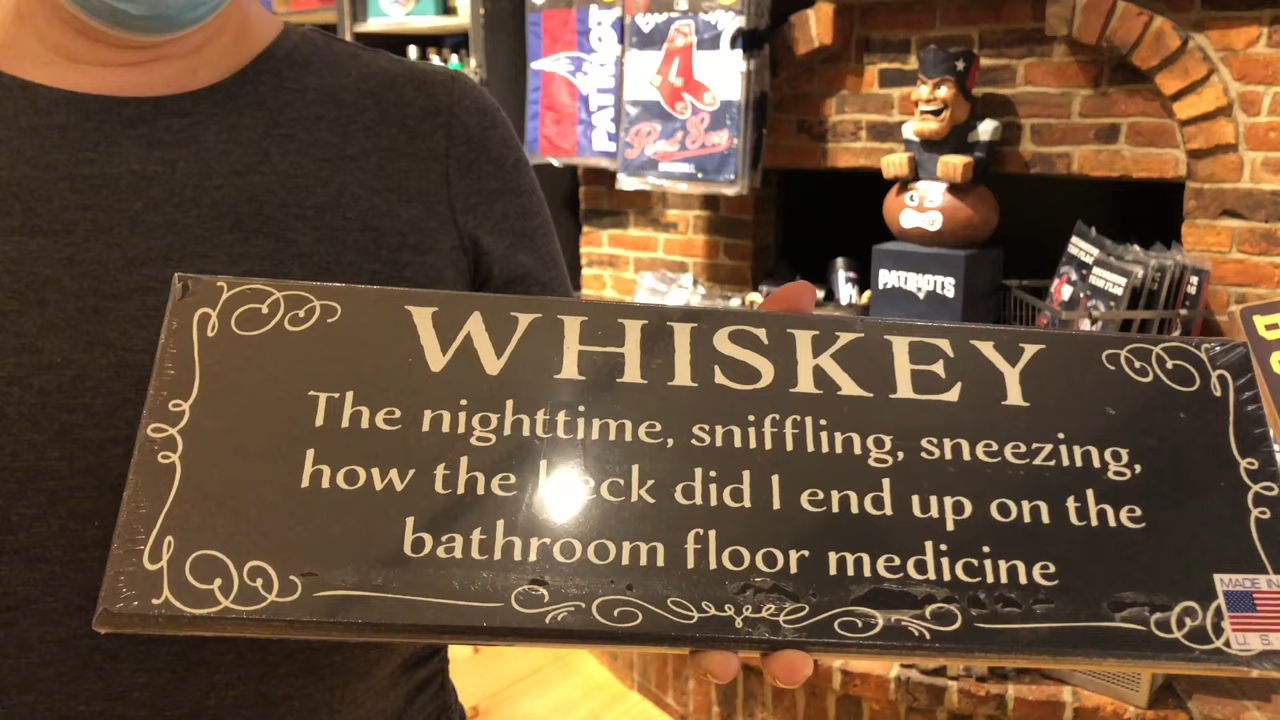 PATRIOT
Red Sox
PATRIOTS
WHISKEY
The nighttime, sniffling, sneezing,
how the heck did I end up on the
bathroom floor medicine
MADE IN
U. S.